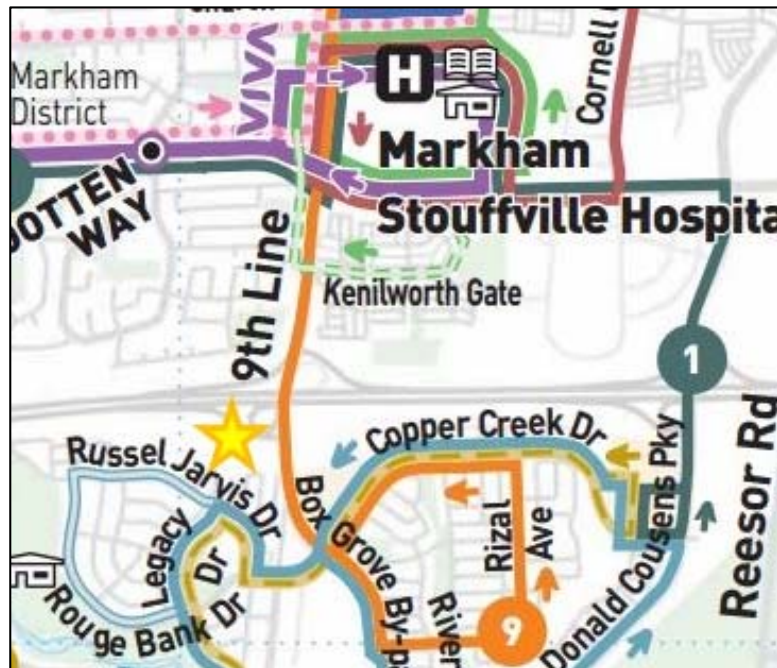 Markham
District
VIVA
H
Cornell
Markham
Stouffville Hospita
OTTEN
WAY
9th Line
Kenilworth Gate
1
Reesor Rd
Copper Creek Dr
Russel Jarvis Dr
Box Grove By-p
Legacy
Dr
Rizal
Ave
Donald Cousens Pky
Rouge Bank Dr
River
9